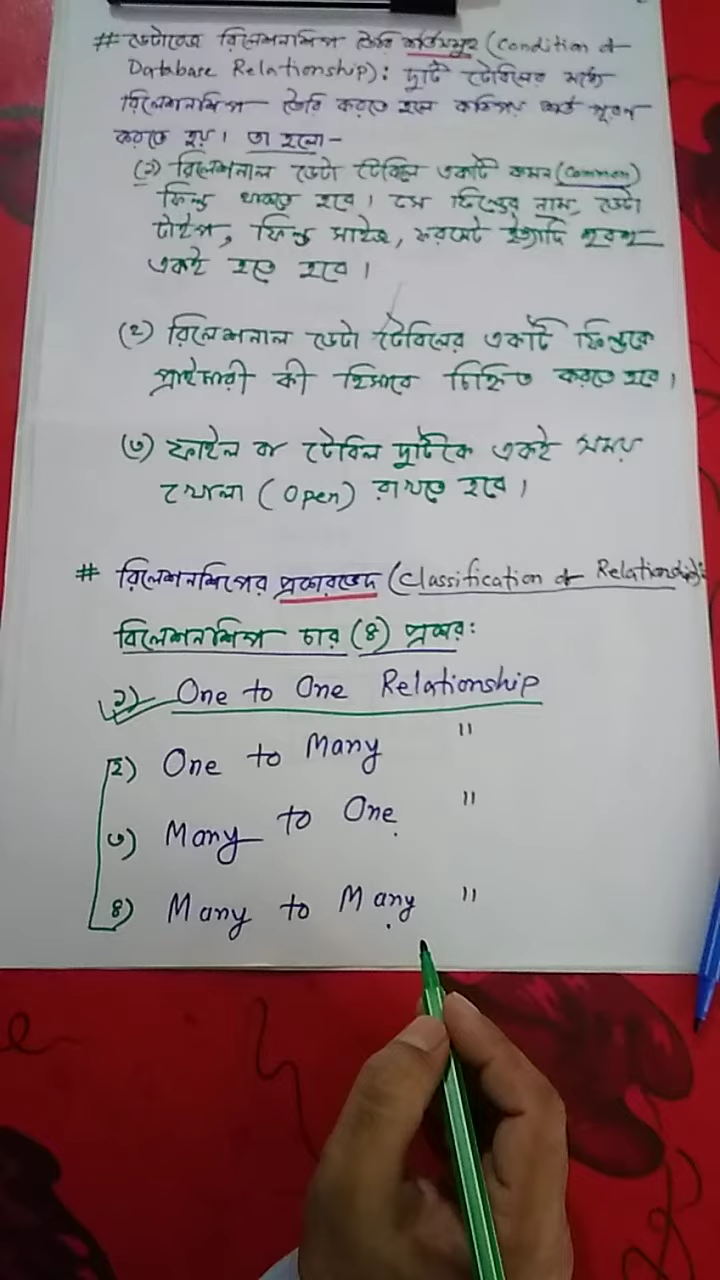 # ডেটাবেজ রিলেশনশিপ তৈরি শর্তসমূহ (Condition of
Database Relationship): দুটি টেবিলের মধ্যে
রিলেশনশিপ তৈরি করতে হলে কতিপয় শর্ত পূরণ
করতে হয়। তা হলো-
(১) রিলেশনাল ডেটা টেবিলে একটি কমন (Common)
ফিল্ড থাকতে হবে। সে ফিল্ডের নাম, ডেটা
টাইপ, ফিল্ড সাইজ, ফরমেট ইত্যাদি হুবহু
একই হতে হবে।
(২) রিলেশনাল ডেটা টেবিলের একটি ফিল্ডকে
প্রাইমারী কী হিসাবে চিহ্নিত করতে হবে।
(৩) ফাইল বা টেবিল দুটিকে একই সময়
খোলা (Open) রাখতে হবে।
# রিলেশনশিপের প্রকারভেদ (Classification of Relationship):
রিলেশনশিপ চার (৪) প্রকার:
১) One to One Relationship
২) One to Many "
৩) Many to One "
৪) Many to Many "